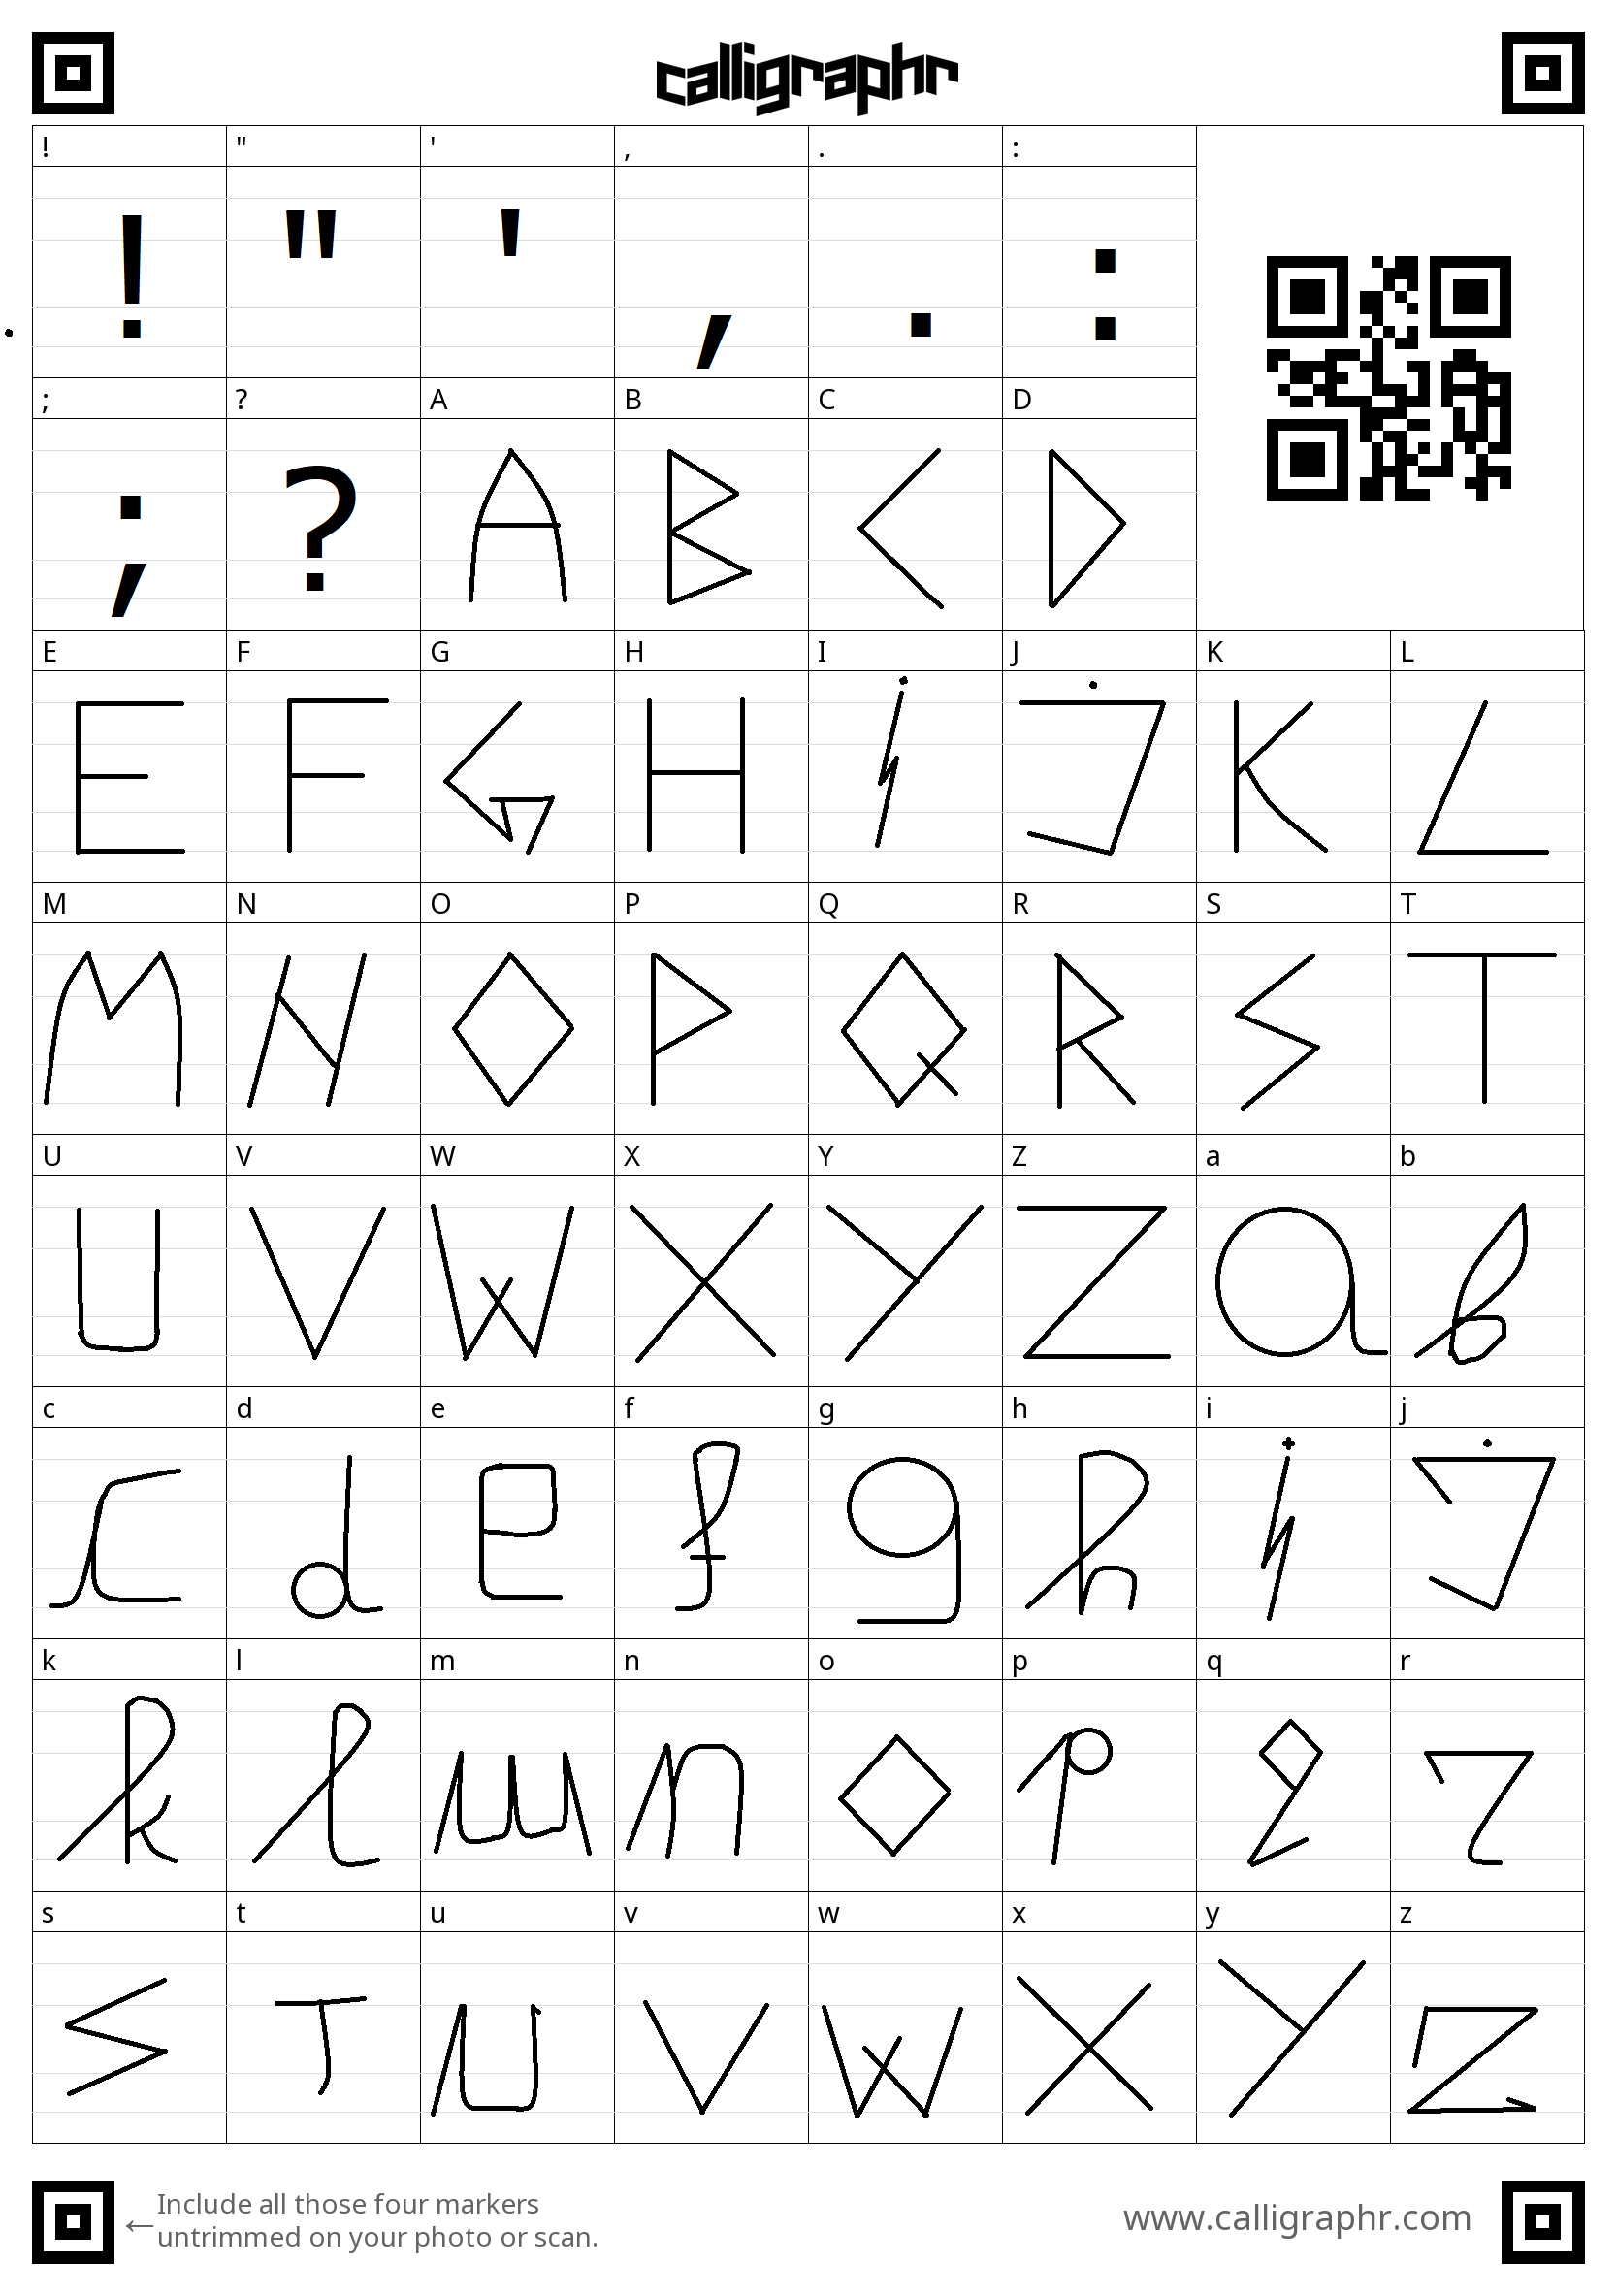 calligraphr
! " ' , . :
! " ' , . :
; ? A B C D
; ? A B C D
E F G H I J K L
E F G H I J K L
M N O P Q R S T
M N O P Q R S T
U V W X Y Z a b
U V W X Y Z a b
c d e f g h i j
c d e f g h i j
k l m n o p q r
k l m n o p q r
s t u v w x y z
s t u v w x y z
←Include all those four markers
untrimmed on your photo or scan.
www.calligraphr.com